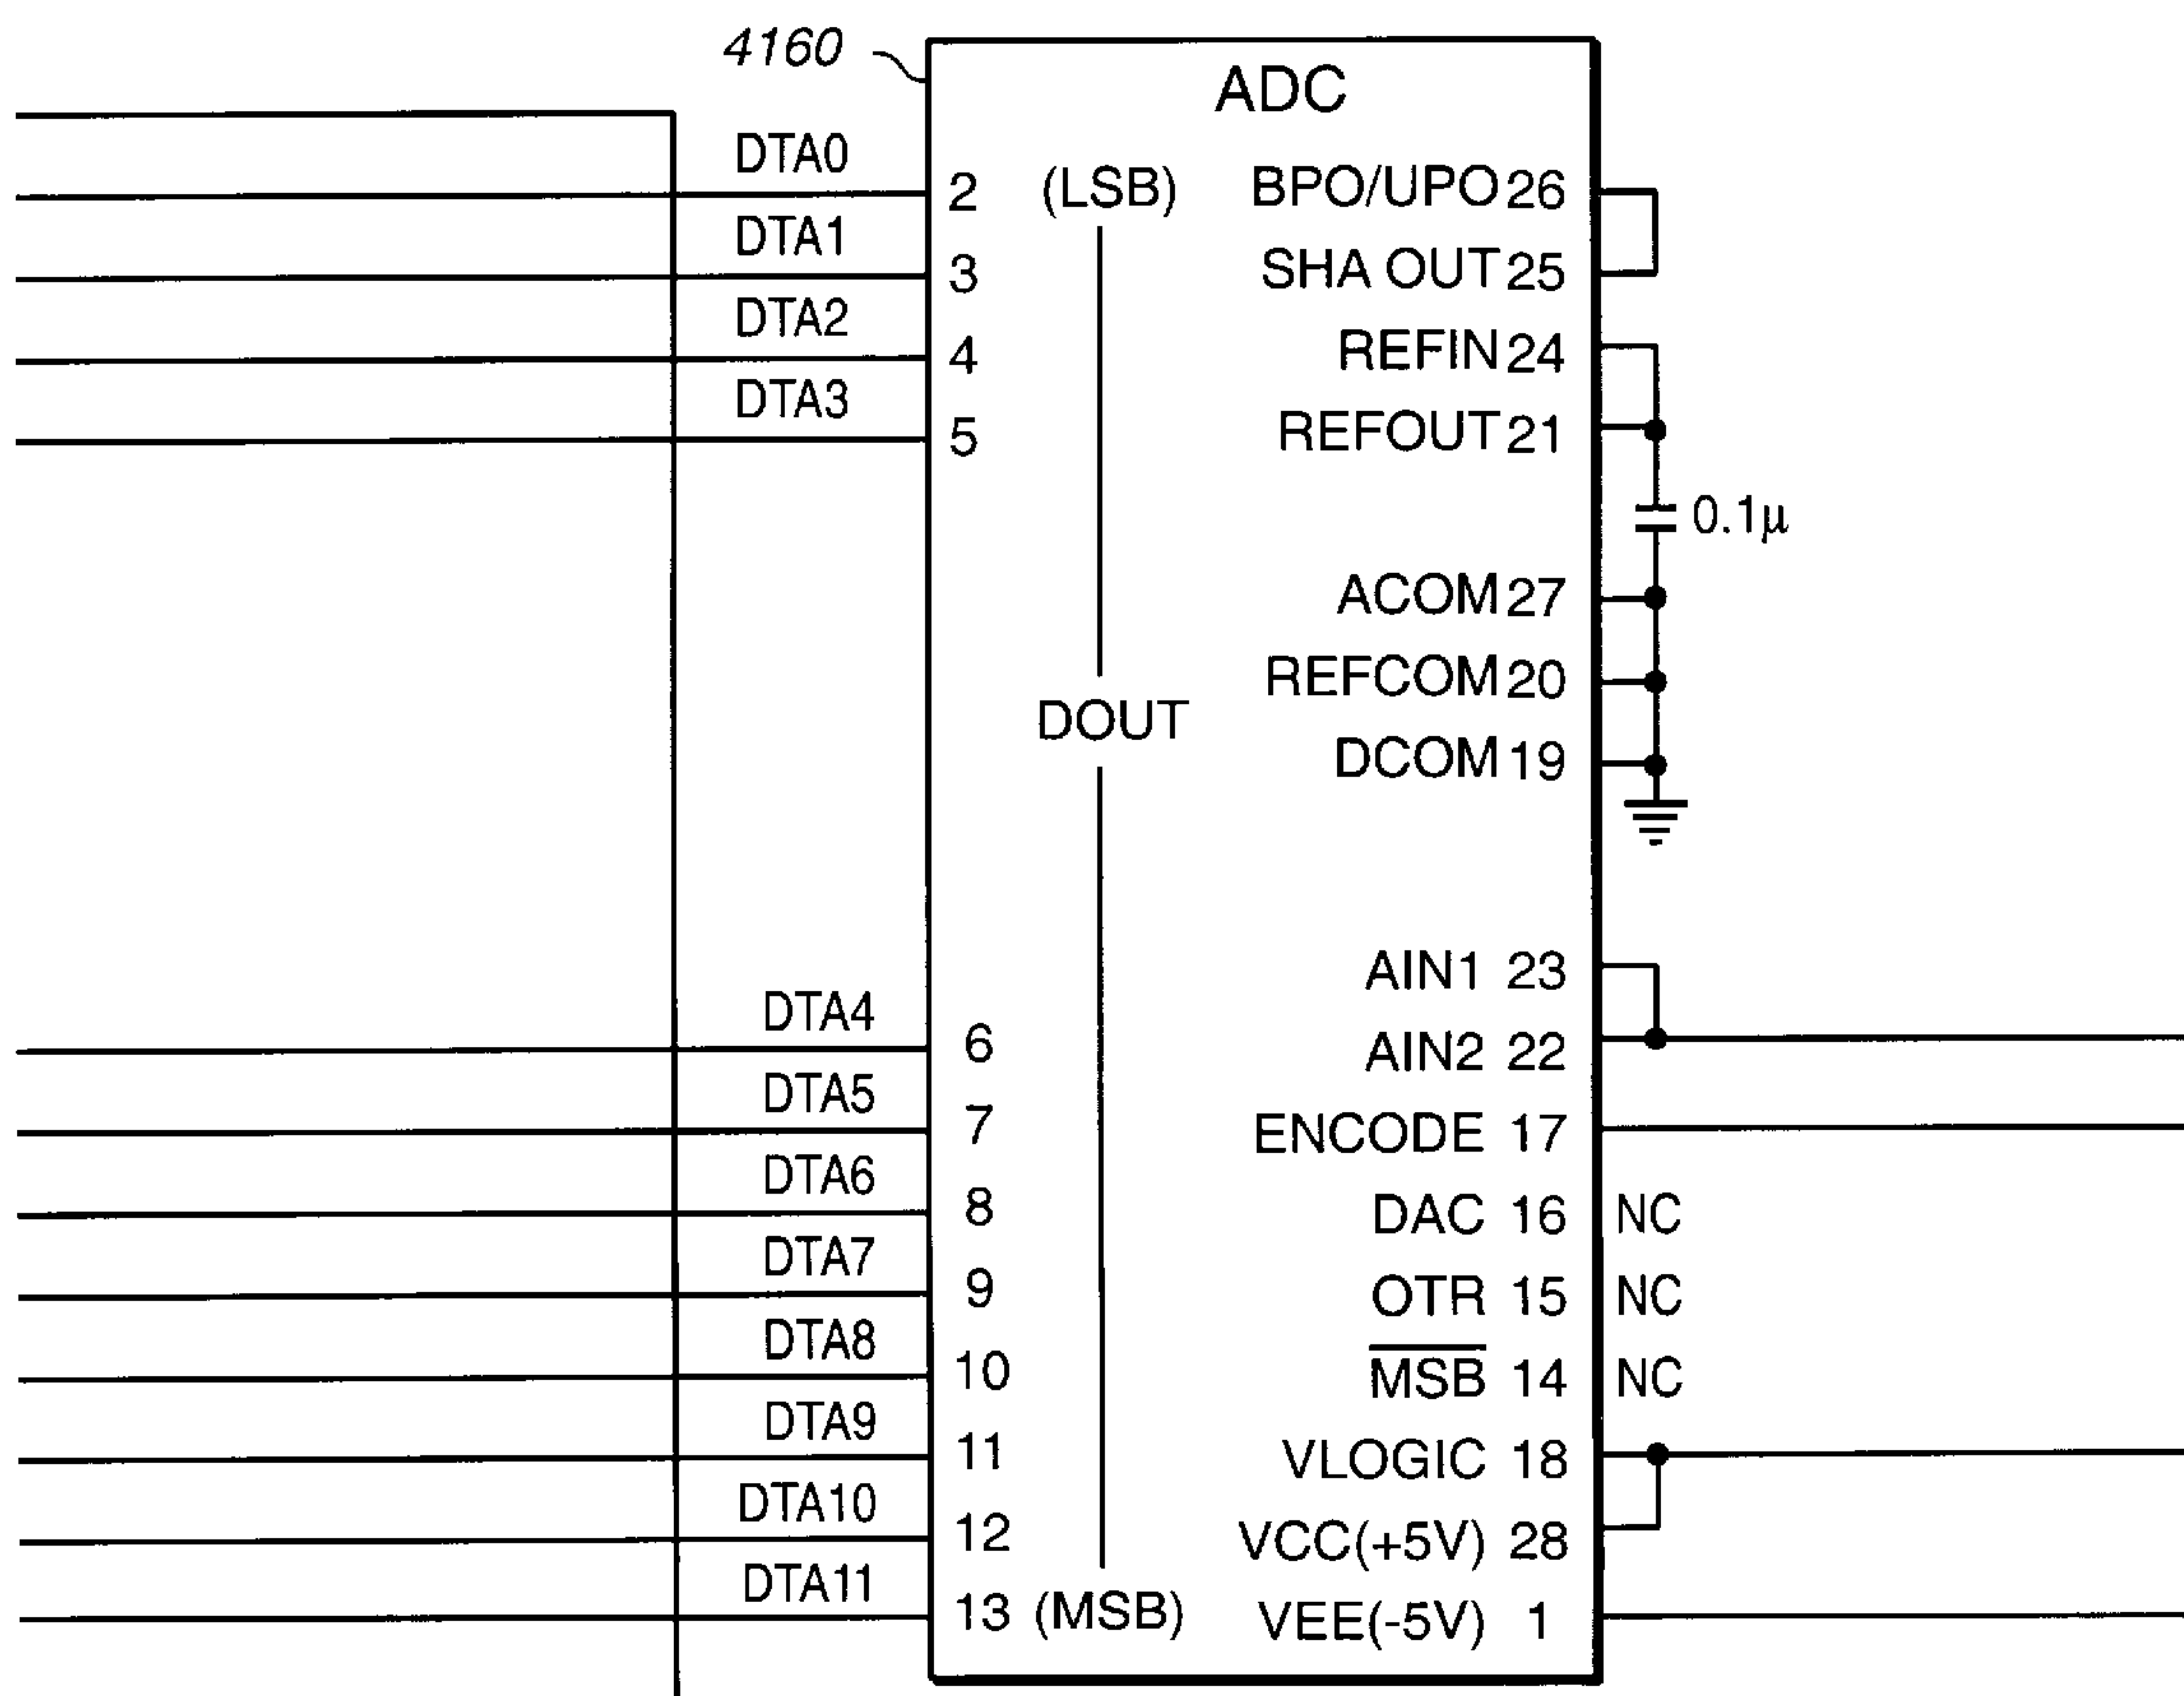 4160
ADC
DTA0
2 (LSB) BPO/UPO 26
DTA1
3 SHA OUT 25
DTA2
4 REFIN 24
DTA3
5 REFOUT 21
0.1µ
ACOM 27
REFCOM 20
DOUT
DCOM 19
AIN1 23
DTA4
6 AIN2 22
DTA5
7 ENCODE 17
DTA6
8 DAC 16 NC
DTA7
9 OTR 15 NC
DTA8
10 M̅S̅B̅ 14 NC
DTA9
11 VLOGIC 18
DTA10
12 VCC(+5V) 28
DTA11
13 (MSB) VEE(-5V) 1